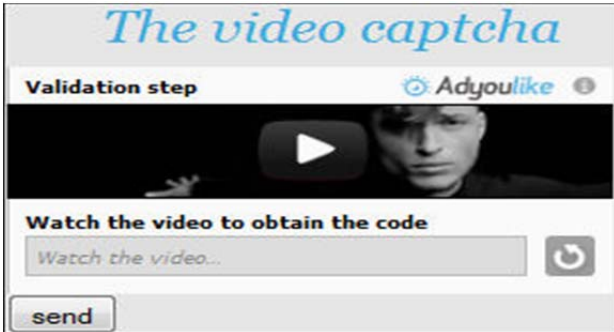 The video captcha
Validation step Adyoulike i
Watch the video to obtain the code
Watch the video...
send